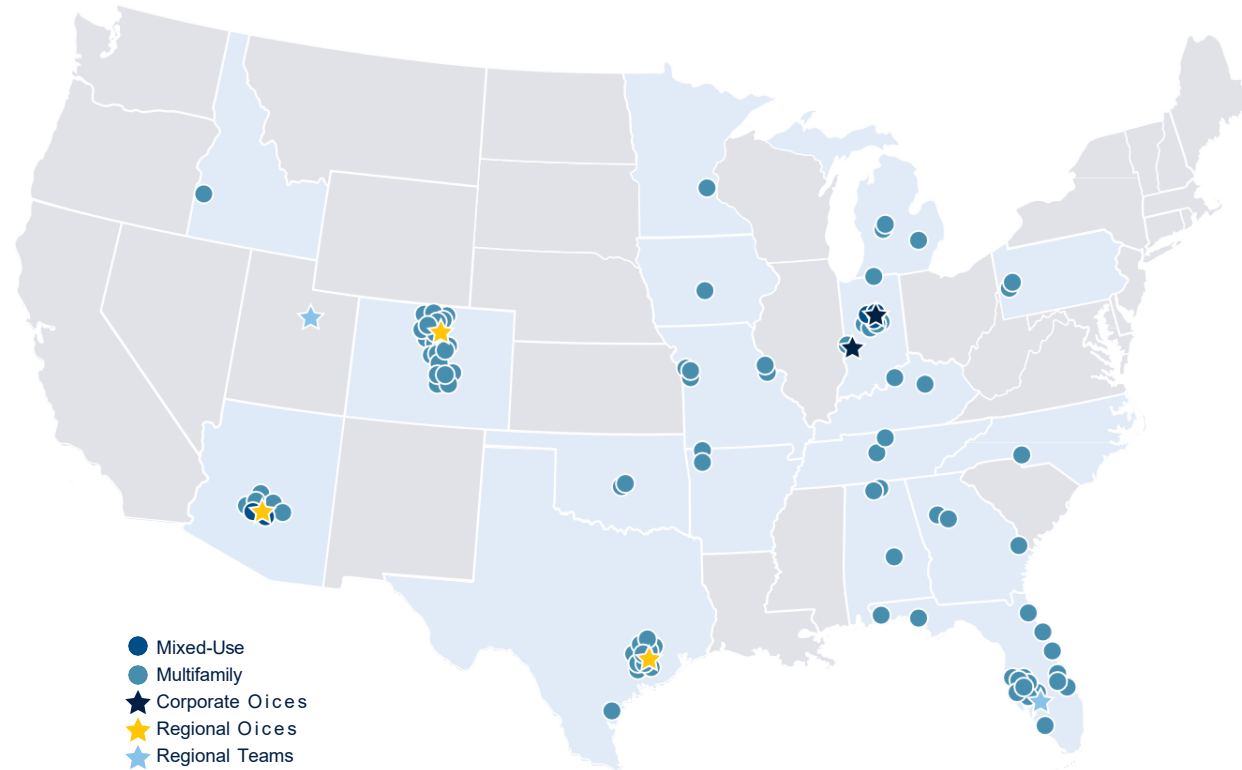 Mixed-Use
Multifamily
Corporate Oices
Regional Oices
Regional Teams